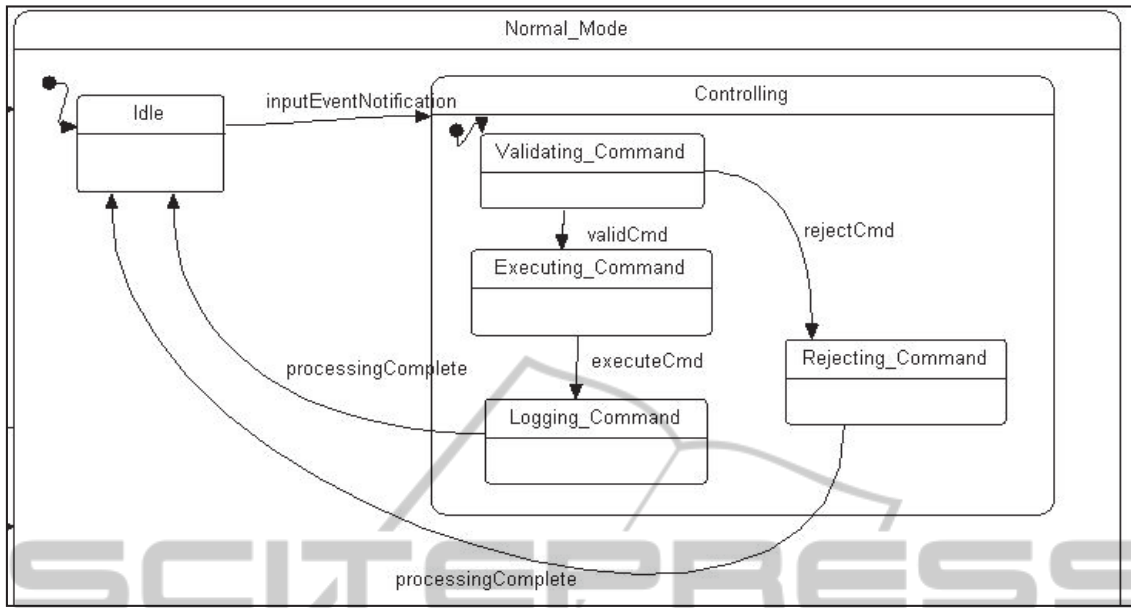 Normal_Mode
Controlling
Idle
inputEventNotification
Validating_Command
validCmd
rejectCmd
Executing_Command
executeCmd
Rejecting_Command
processingComplete
Logging_Command
processingComplete
SCITEPRESS